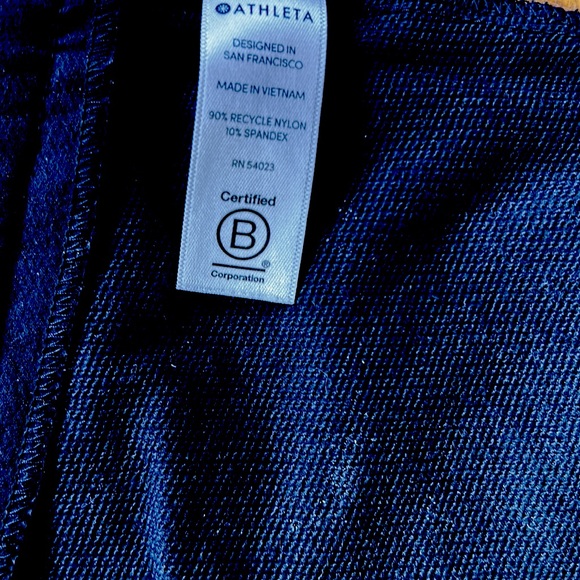 ATHLETA
DESIGNED IN
SAN FRANCISCO
MADE IN VIETNAM
90% RECYCLE NYLON
10% SPANDEX
RN 54023
Certified
B
®
Corporation